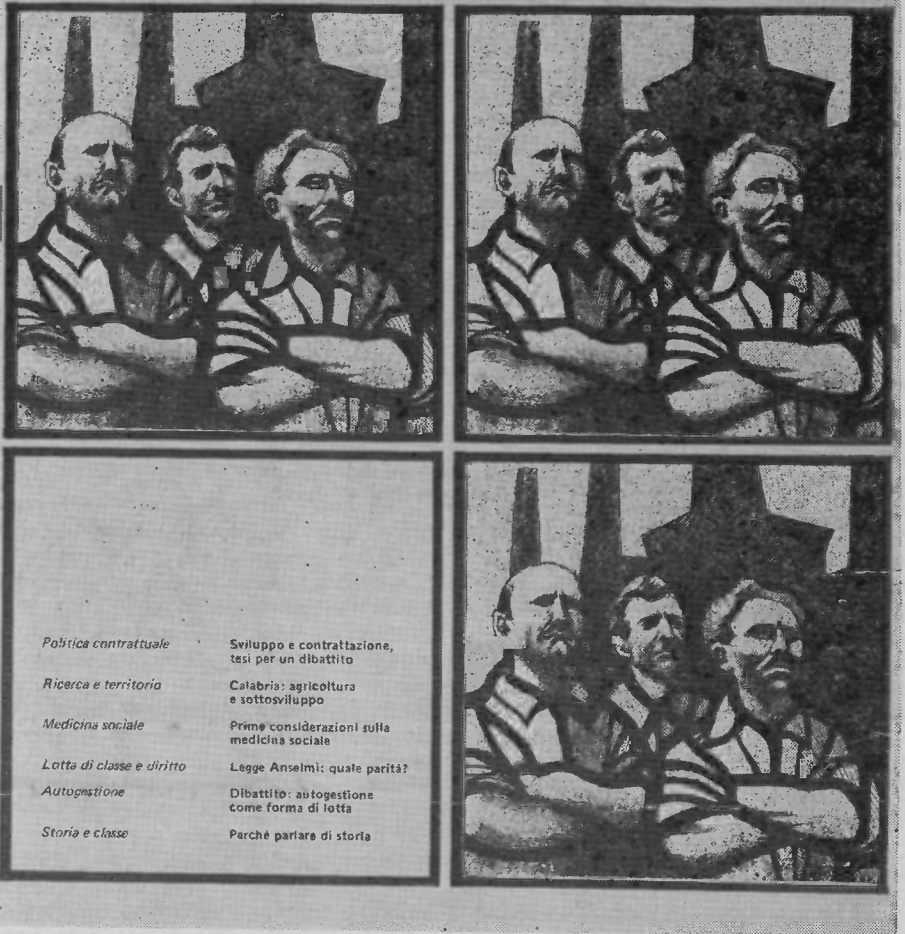 Politica contrattuale Sviluppo e contrattazione,
tesi per un dibattito
Ricerca e territorio Calabria: agricoltura
e sottosviluppo
Medicina sociale Prime considerazioni sulla
medicina sociale
Lotta di classe e diritto Legge Anselmi: quale parità?
Autogestione Dibattito: autogestione
come forma di lotta
Storia e classe Perchè parlare di storia